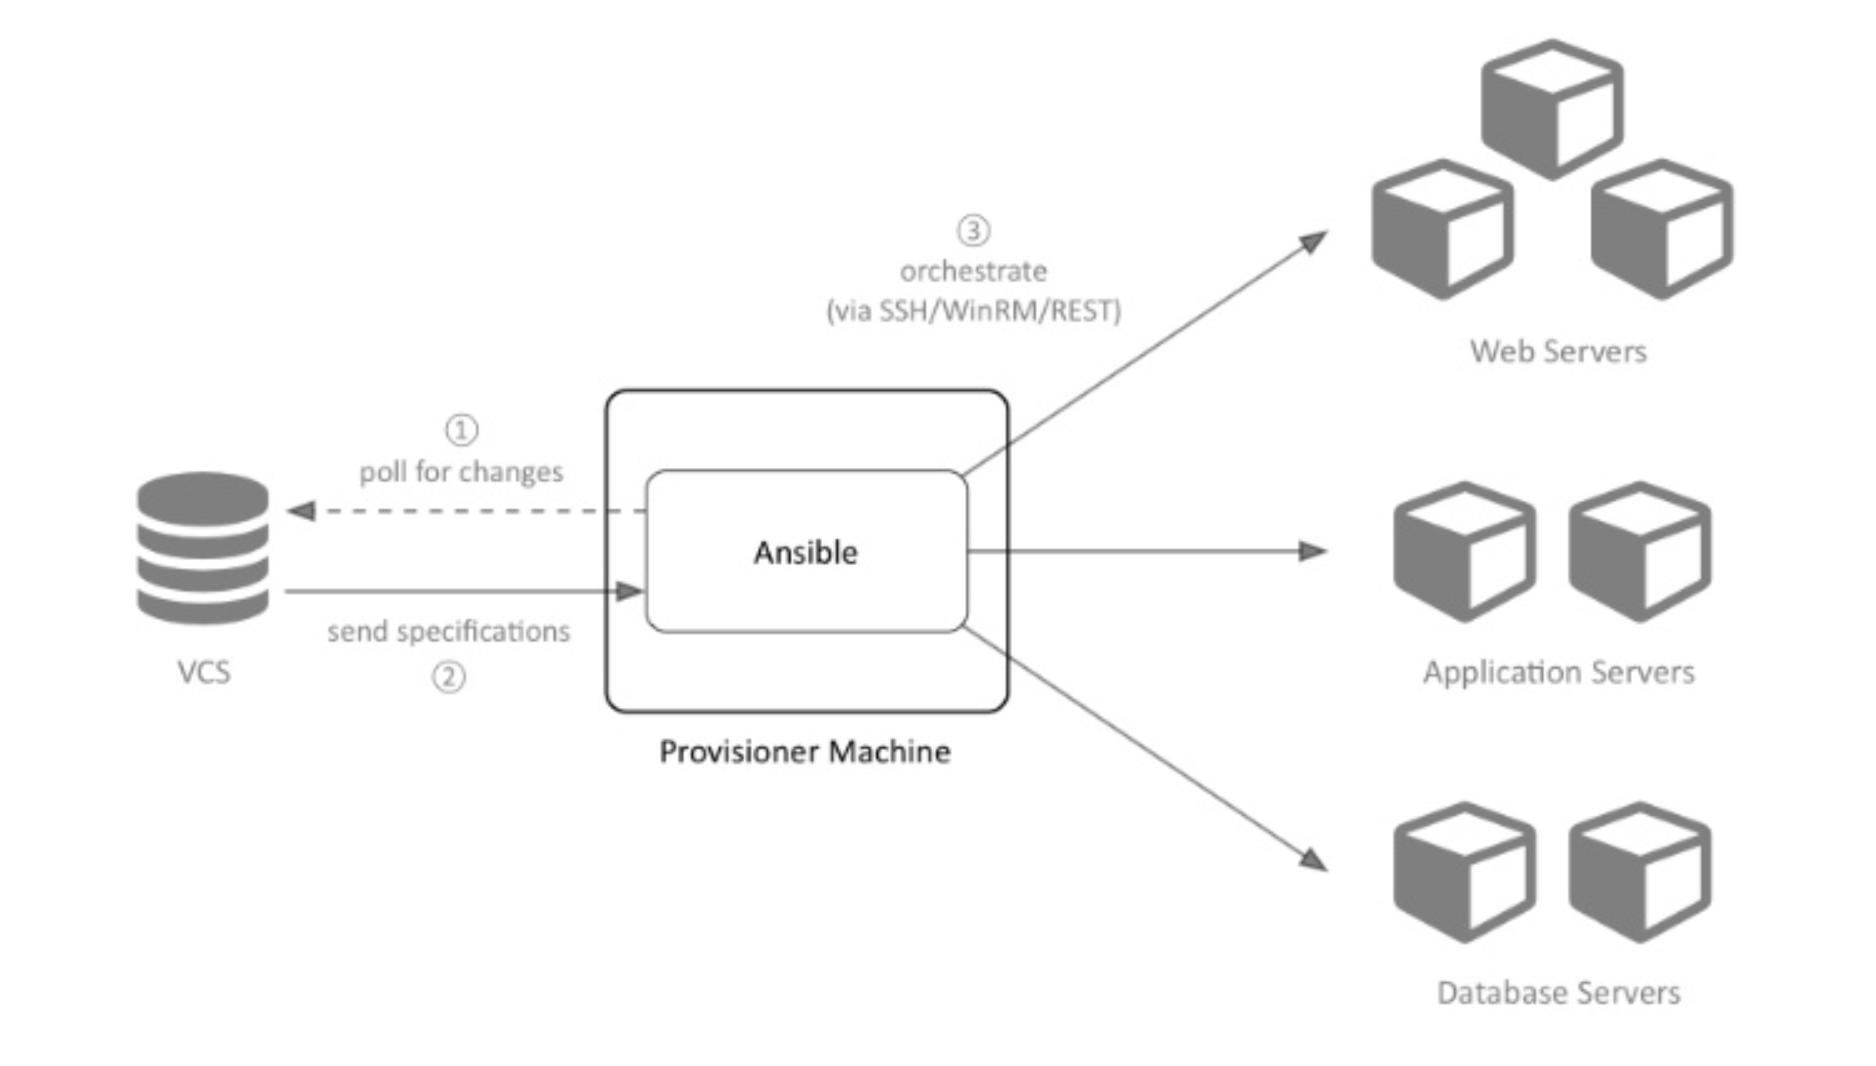 ①
poll for changes
VCS
send specifications
②
Ansible
Provisioner Machine
③
orchestrate
(via SSH/WinRM/REST)
Web Servers
Application Servers
Database Servers